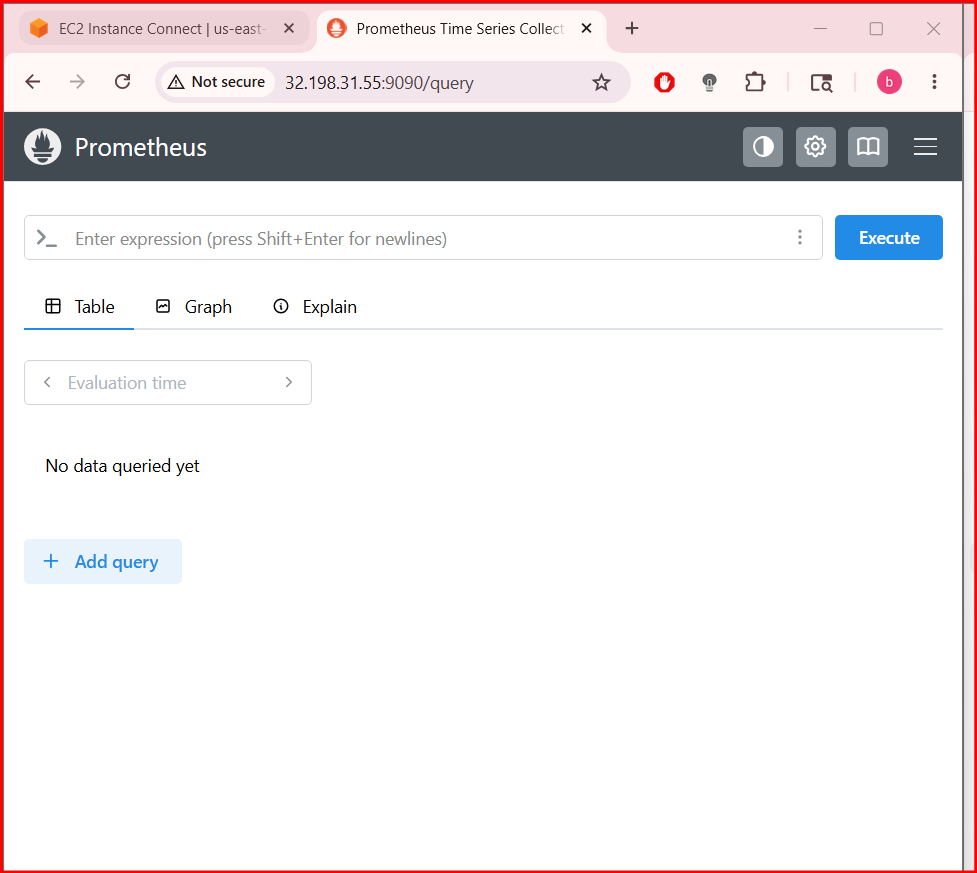 EC2 Instance Connect | us-east-
Prometheus Time Series Collect
Not secure
32.198.31.55:9090/query
b
Prometheus
Enter expression (press Shift+Enter for newlines)
Execute
Table
Graph
Explain
Evaluation time
No data queried yet
Add query